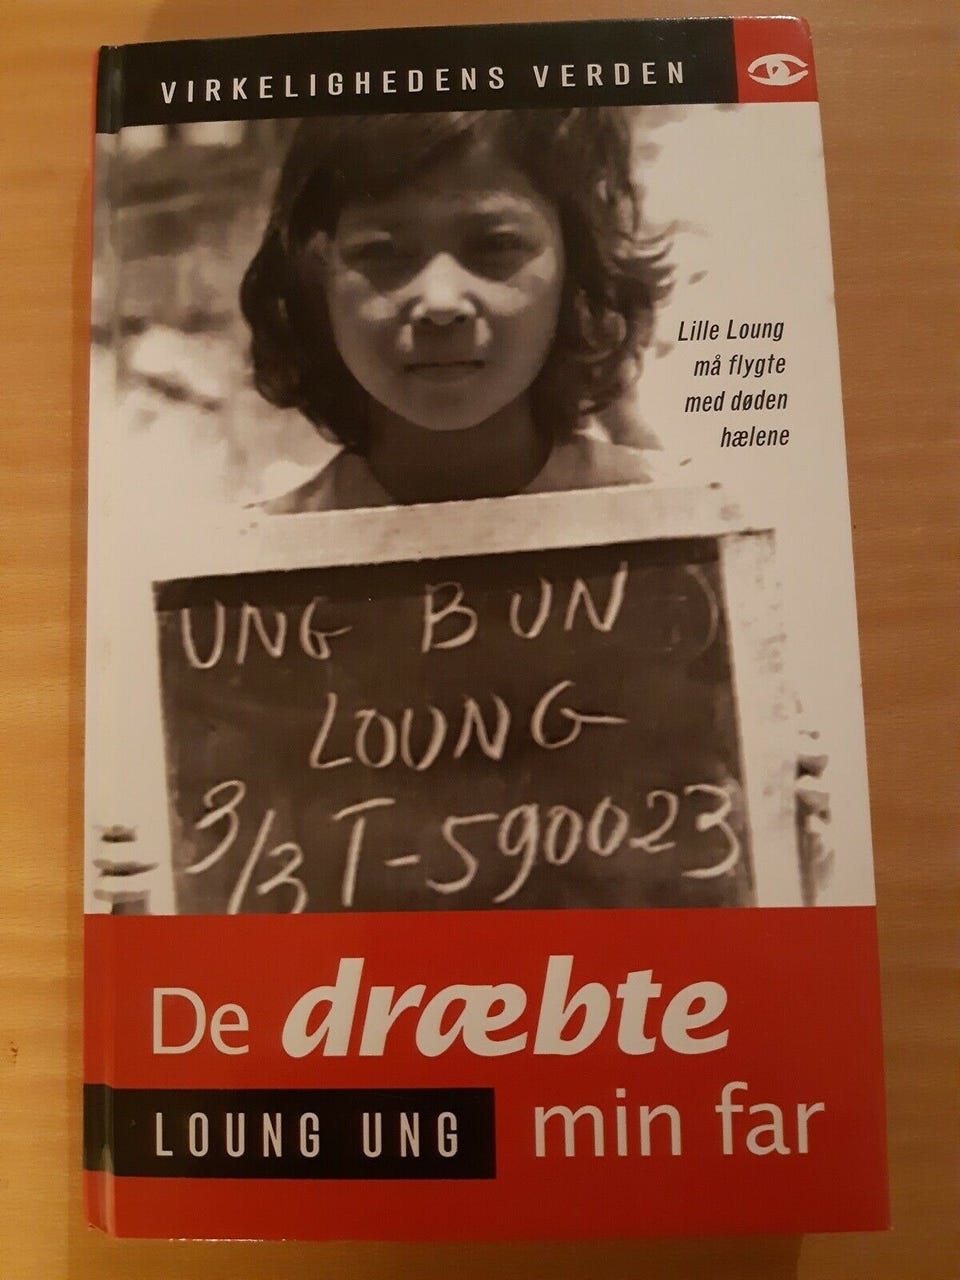 VIRKELIGHEDENS VERDEN
Lille Loung
må flygte
med døden
hælene
UNG BUN
LOUNG
3/3 T-590023
De dræbte
min far
LOUNG UNG